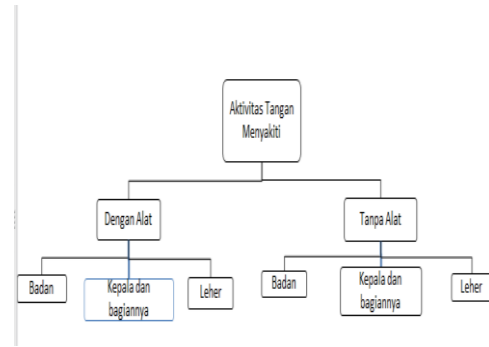 Aktivitas Tangan
Menyakiti
Dengan Alat
Tanpa Alat
Badan
Kepala dan
bagiannya
Leher
Badan
Kepala dan
bagiannya
Leher